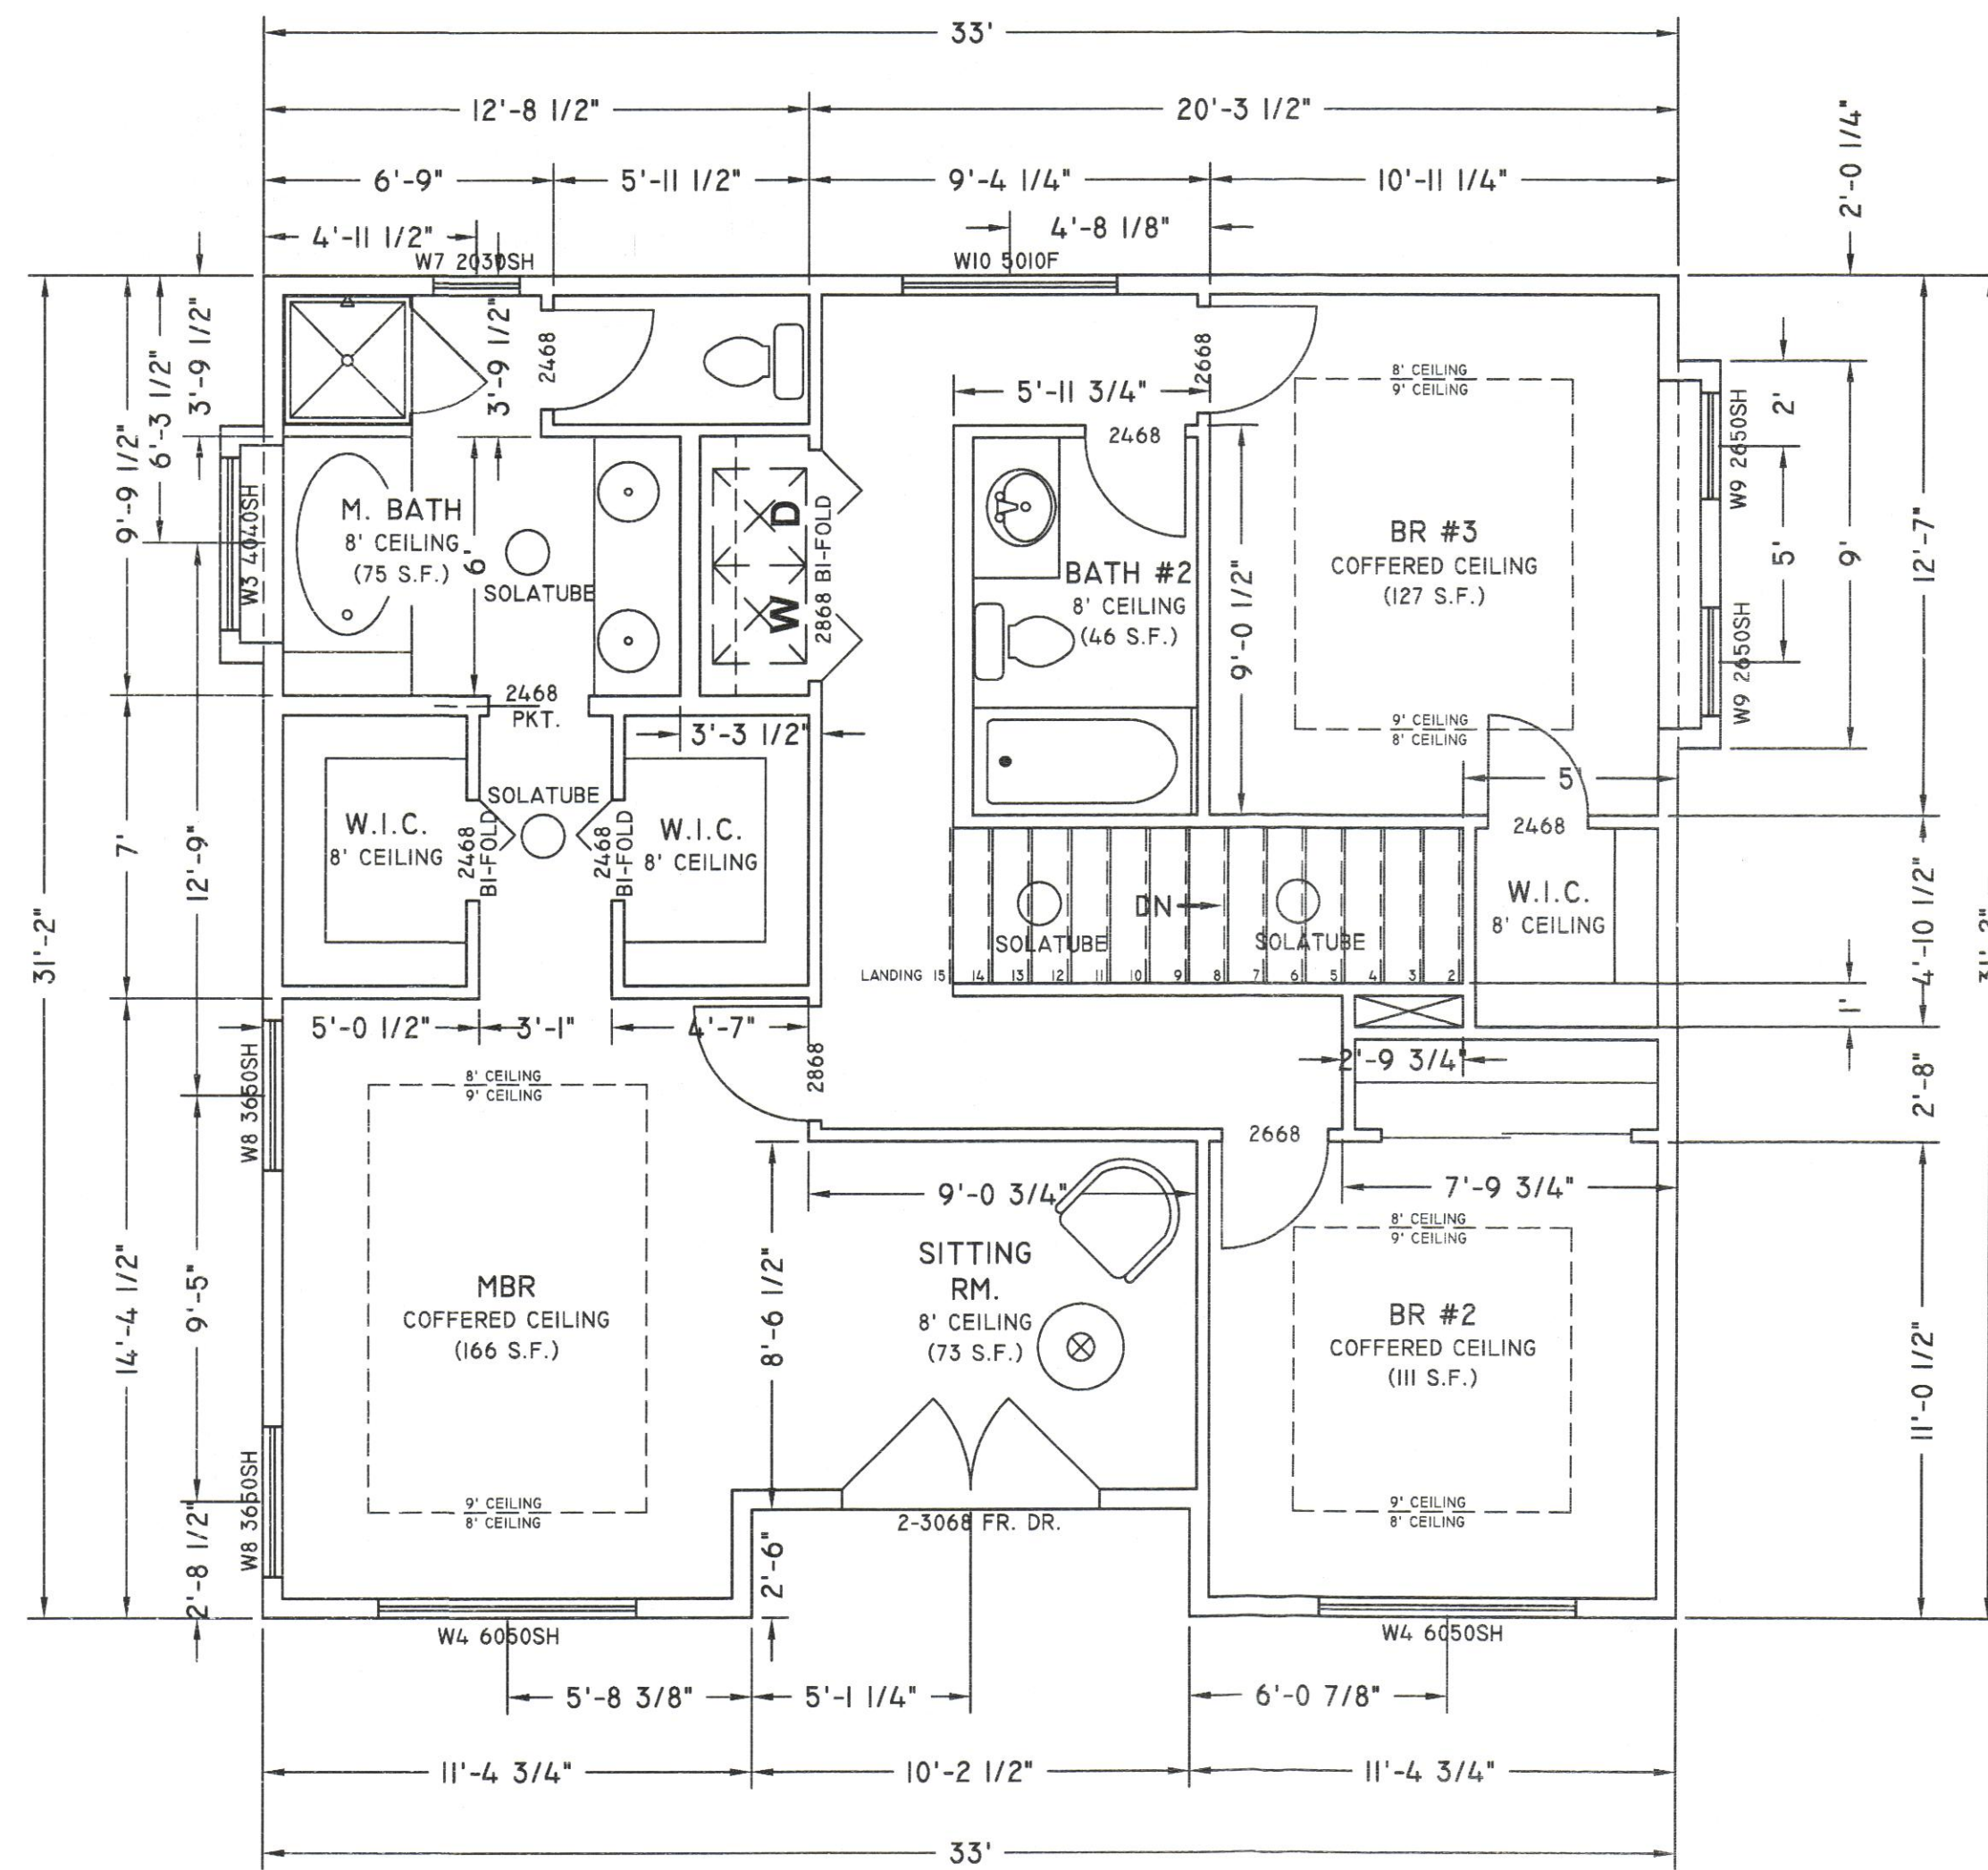 33'
12'-8 1/2"
20'-3 1/2"
6'-9"
5'-11 1/2"
9'-4 1/4"
10'-11 1/4"
2'-0 1/4"
4'-11 1/2"
4'-8 1/8"
W7 2030SH
W10 5010F
3'-9 1/2"
6'-3 1/2"
9'-9 1/2"
3'-9 1/2"
2468
2668
5'-11 3/4"
2468
8' CEILING
9' CEILING
2'
W9 2650SH
W3 4040SH
M. BATH
8' CEILING
(75 S.F.)
6'
SOLATUBE
D
W
2868 BI-FOLD
BATH #2
8' CEILING
(46 S.F.)
9'-0 1/2"
BR #3
COFFERED CEILING
(127 S.F.)
5'
9'
12'-7"
W9 2650SH
2468
PKT.
3'-3 1/2"
9' CEILING
8' CEILING
5'
2468
7'
12'-9"
31'-2"
W.I.C.
8' CEILING
SOLATUBE
2468
BI-FOLD
2468
BI-FOLD
W.I.C.
8' CEILING
DN
SOLATUBE
SOLATUBE
W.I.C.
8' CEILING
4'-10 1/2"
LANDING 15 14 13 12 11 10 9 8 7 6 5 4 3 2
1'
31'-2"
5'-0 1/2"
3'-1"
4'-7"
2868
2'-9 3/4"
2'-8"
W8 3650SH
8' CEILING
9' CEILING
2668
9'-0 3/4"
7'-9 3/4"
8' CEILING
9' CEILING
14'-4 1/2"
9'-5"
MBR
COFFERED CEILING
(166 S.F.)
8'-6 1/2"
SITTING
RM.
8' CEILING
(73 S.F.)
BR #2
COFFERED CEILING
(111 S.F.)
11'-0 1/2"
W8 3650SH
9' CEILING
8' CEILING
9' CEILING
8' CEILING
2-3068 FR. DR.
2'-8 1/2"
2'-6"
W4 6050SH
W4 6050SH
5'-8 3/8"
5'-1 1/4"
6'-0 7/8"
11'-4 3/4"
10'-2 1/2"
11'-4 3/4"
33'